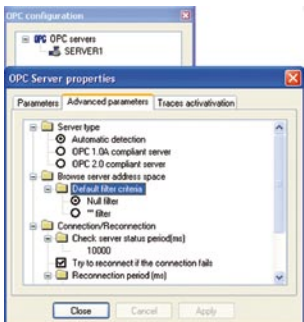 OPC configuration
OPC OPC servers
SERVER1
OPC Server properties
Parameters Advanced parameters Traces activativation
Server type
Automatic detection
OPC 1.0A compliant server
OPC 2.0 compliant server
Browse server address space
Default filter criteria
Null filter
"" filter
Connection/Reconnection
Check server status period(ms)
10000
Try to reconnect if the connection fails
Reconnection period (ms)
Close Cancel Apply